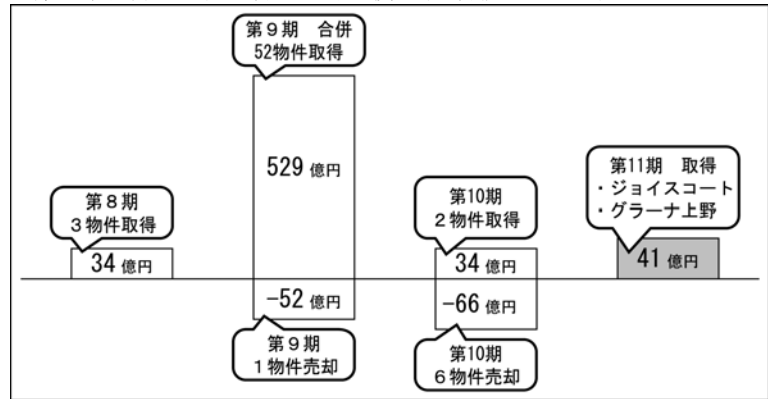 第9期 合併
52物件取得
529 億円
-52 億円
第9期
1物件売却
第8期
3物件取得
34 億円
第10期
2物件取得
34 億円
-66 億円
第10期
6物件売却
第11期 取得
・ジョイスコート
・グラーナ上野
41 億円